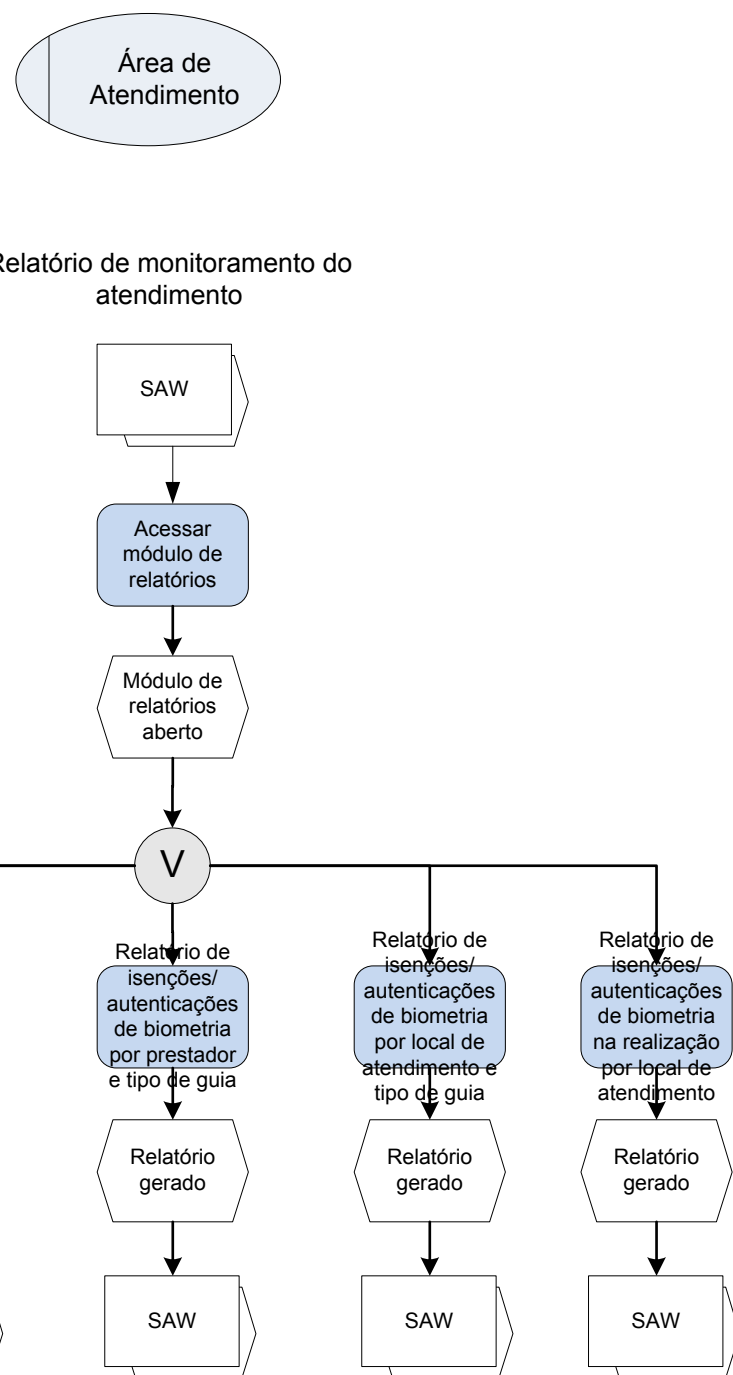 Área de
Atendimento
Relatório de monitoramento do
atendimento
SAW
Acessar
módulo de
relatórios
Módulo de
relatórios
aberto
V
Relatório de
isenções/
autenticações
de biometria
por prestador
e tipo de guia
Relatório de
isenções/
autenticações
de biometria
por local de
atendimento e
tipo de guia
Relatório de
isenções/
autenticações
de biometria
na realização
por local de
atendimento
Relatório
gerado
Relatório
gerado
Relatório
gerado
SAW
SAW
SAW